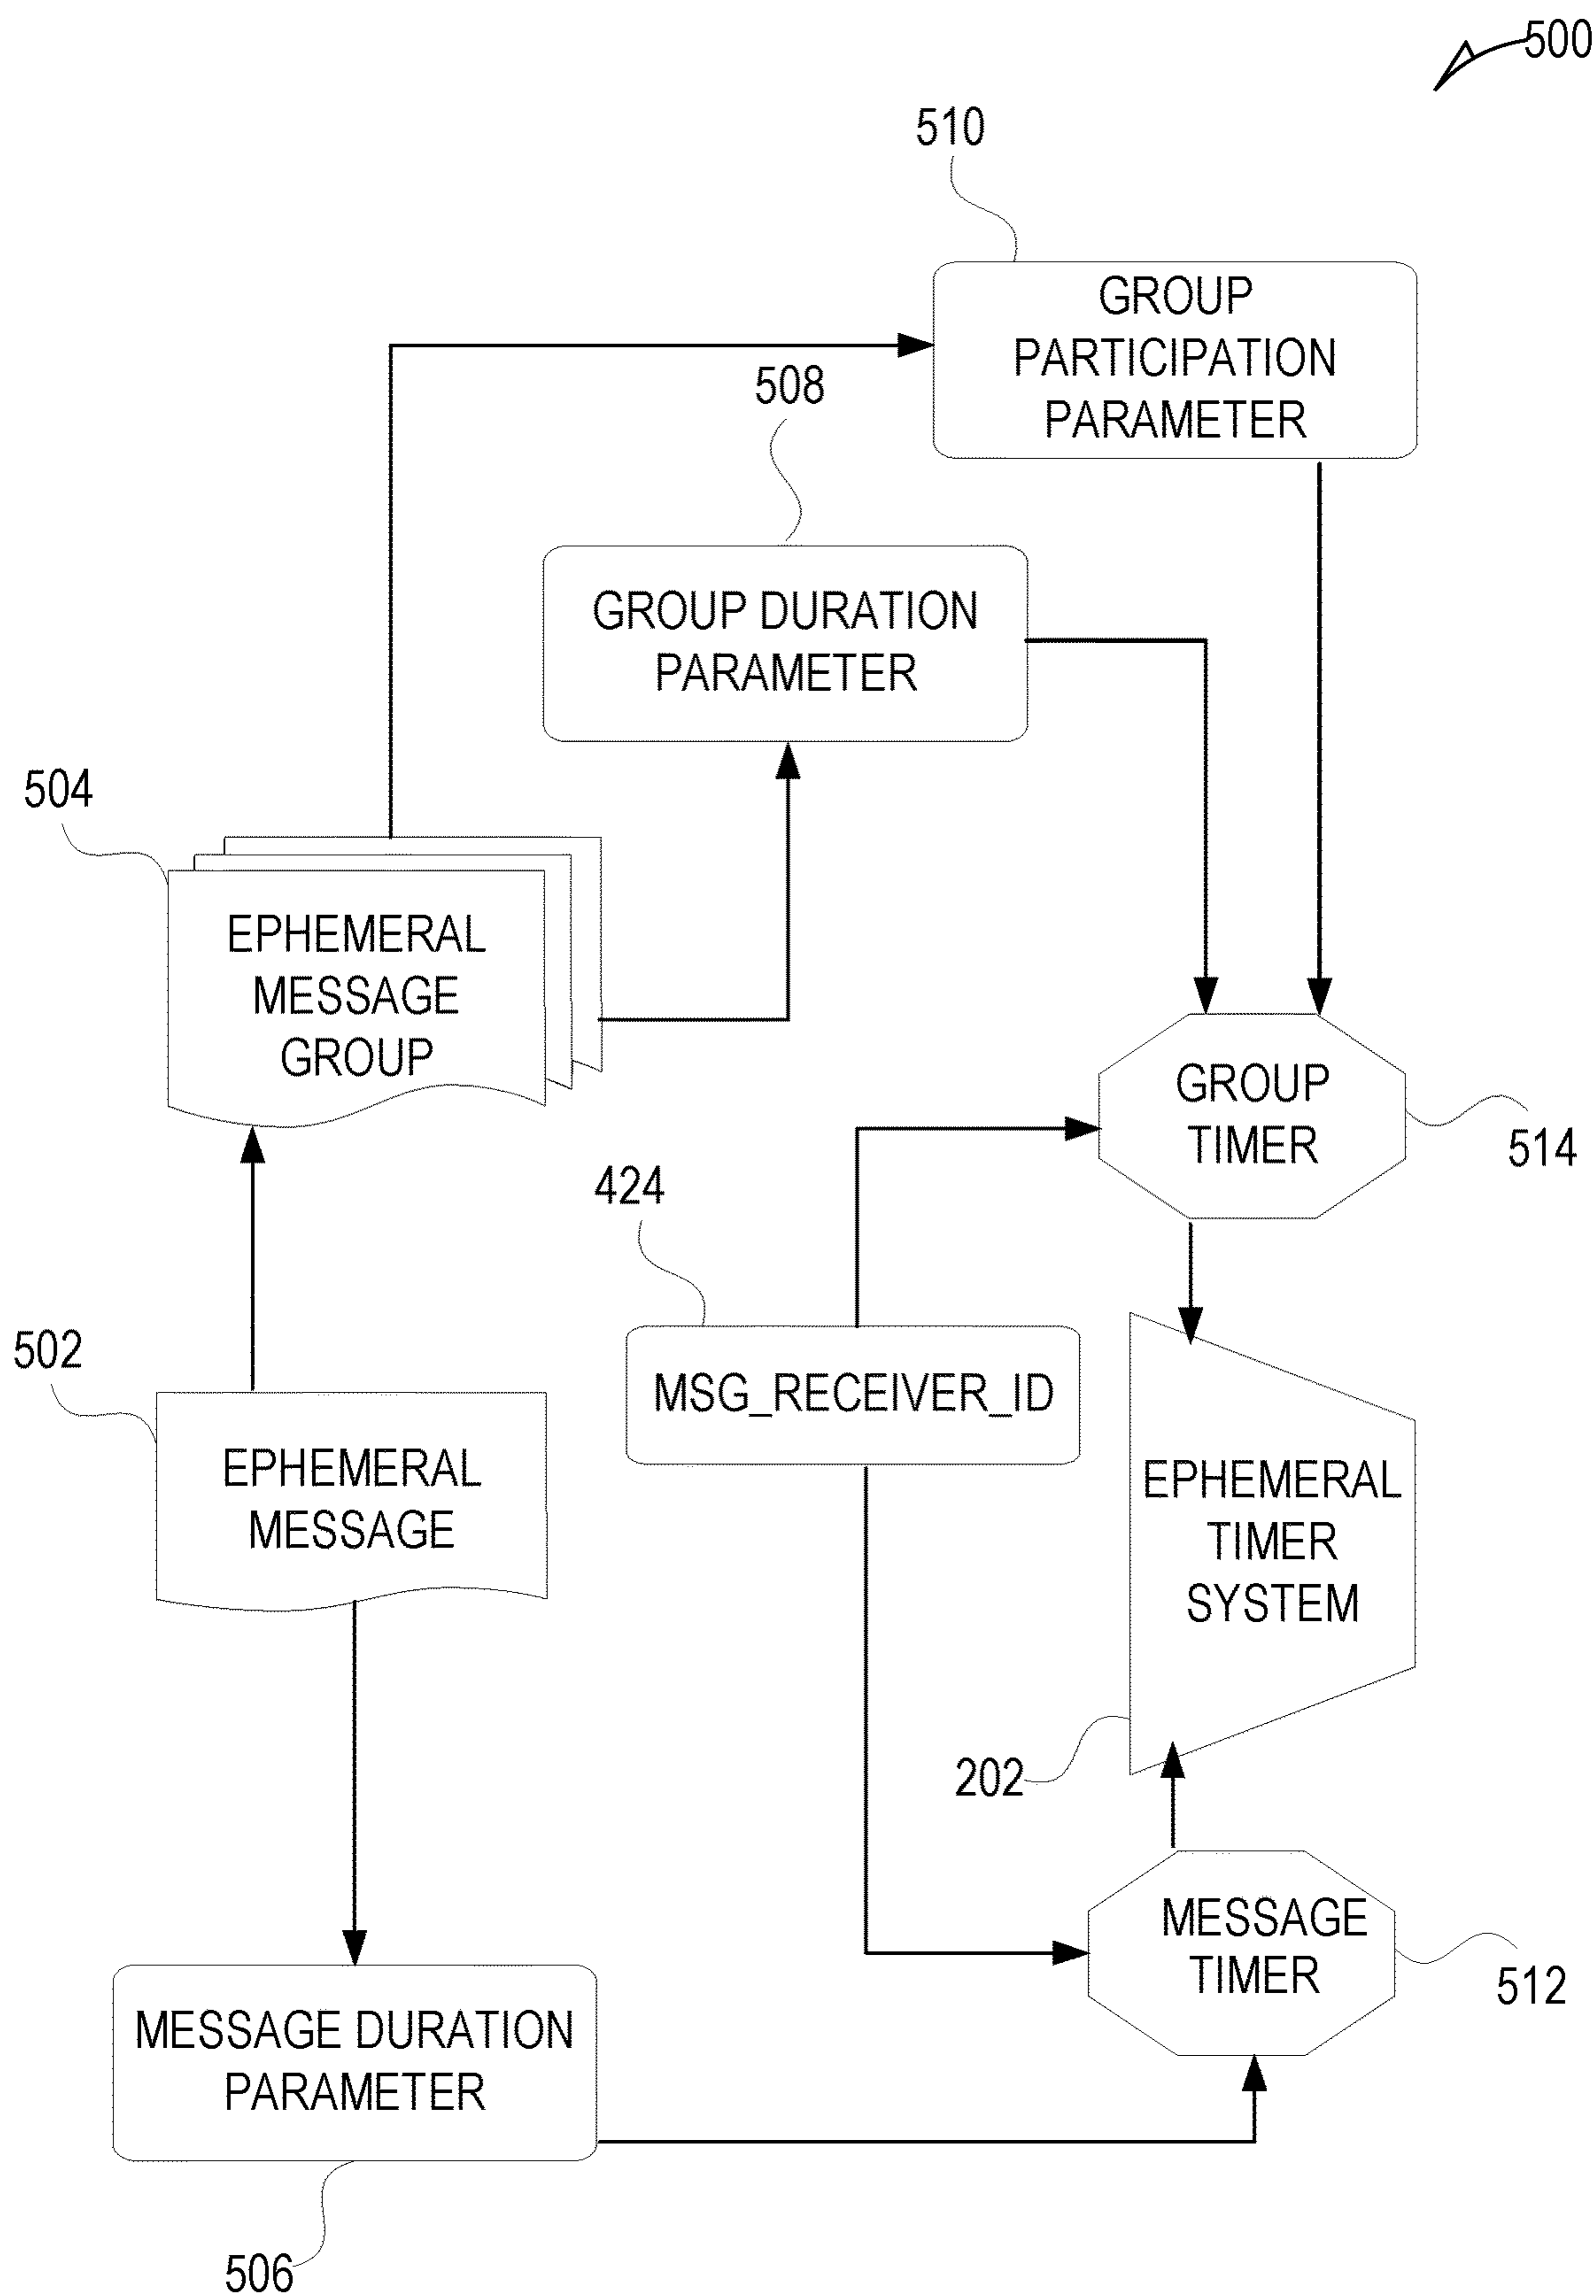 500
510
GROUP
PARTICIPATION
PARAMETER
508
GROUP DURATION
PARAMETER
504
EPHEMERAL
MESSAGE
GROUP
GROUP
TIMER
514
424
MSG_RECEIVER_ID
502
EPHEMERAL
MESSAGE
EPHEMERAL
TIMER
SYSTEM
202
MESSAGE
TIMER
512
MESSAGE DURATION
PARAMETER
506